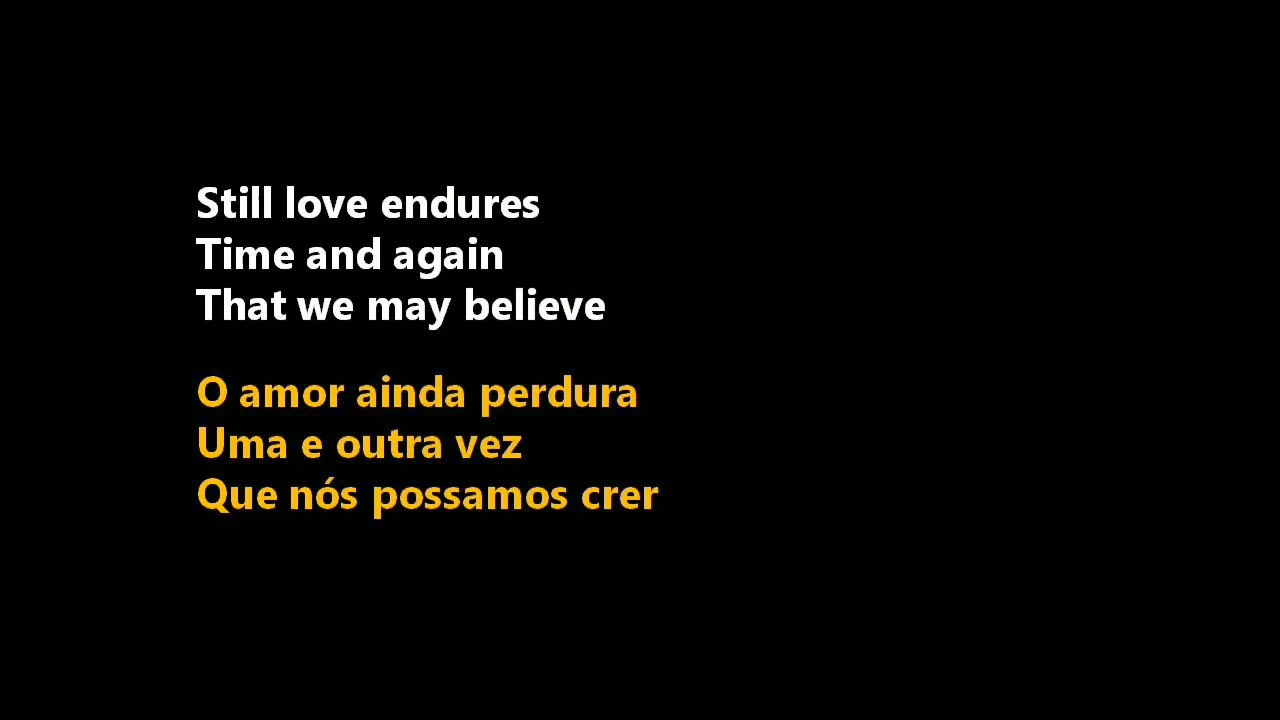 Still love endures
Time and again
That we may believe
O amor ainda perdura
Uma e outra vez
Que nós possamos crer